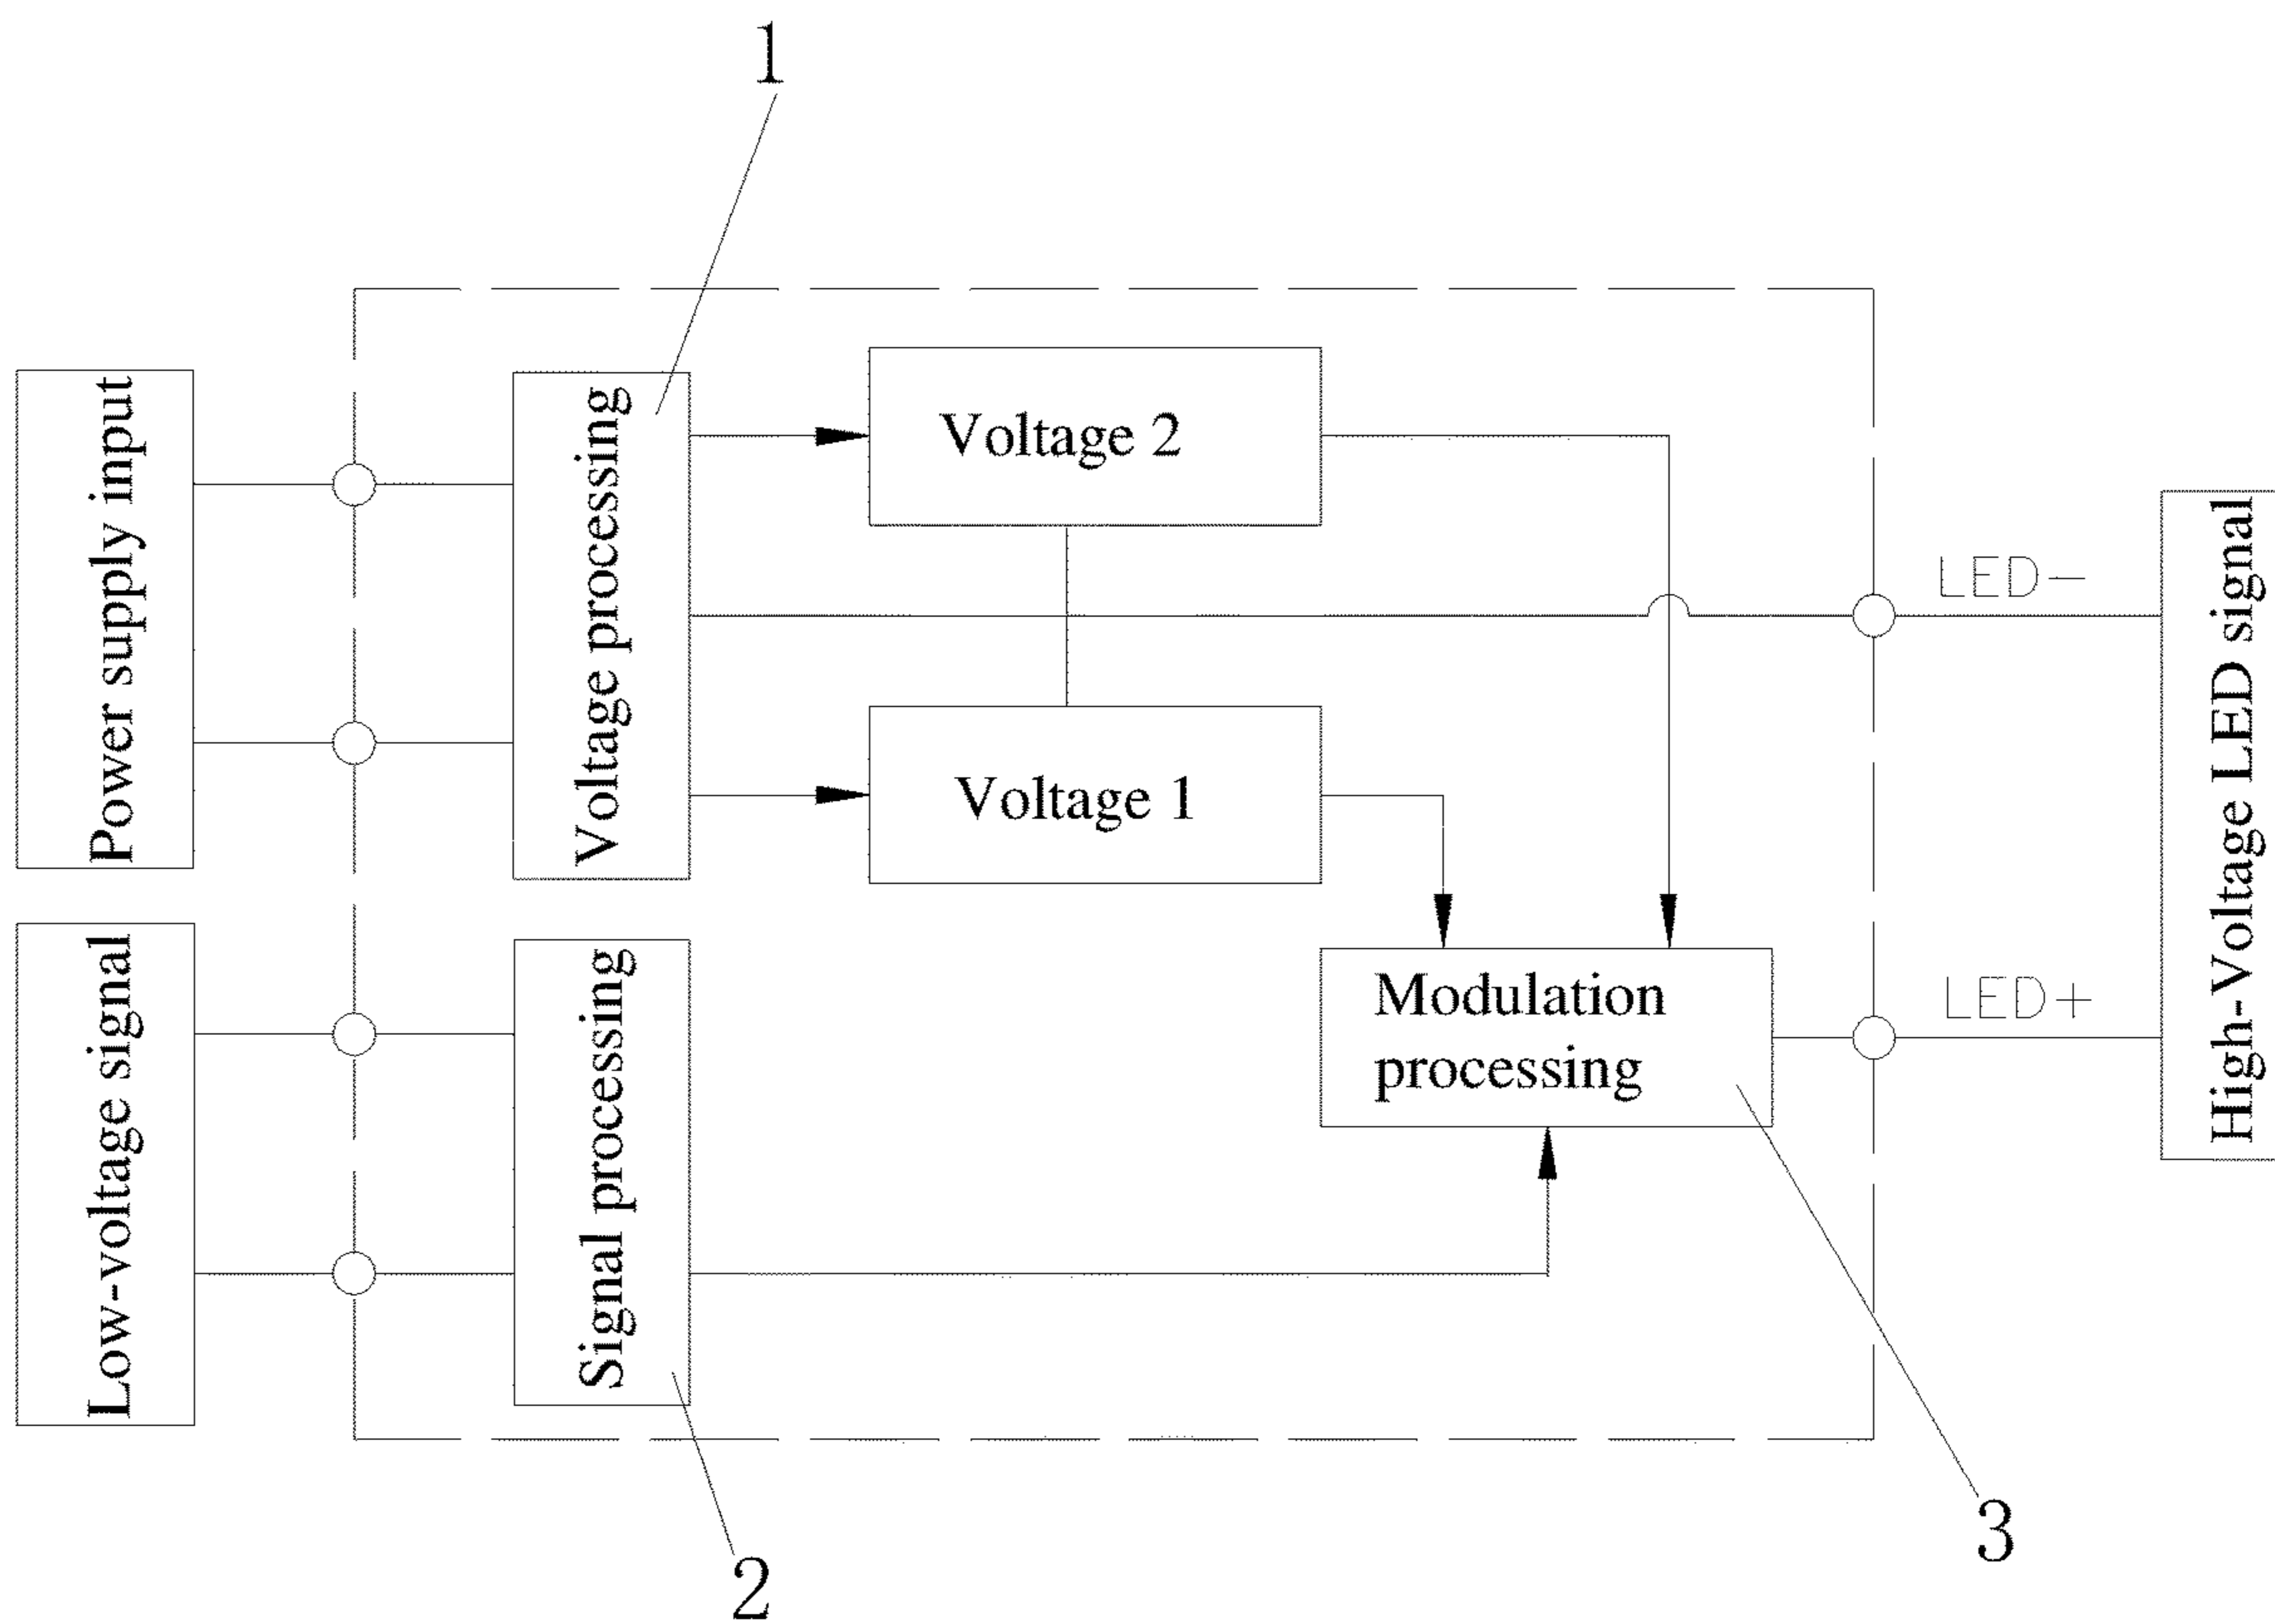 1
Power supply input
Voltage processing
Voltage 2
LED-
High-Voltage LED signal
Voltage 1
Low-voltage signal
Signal processing
Modulation
processing
LED+
2
3